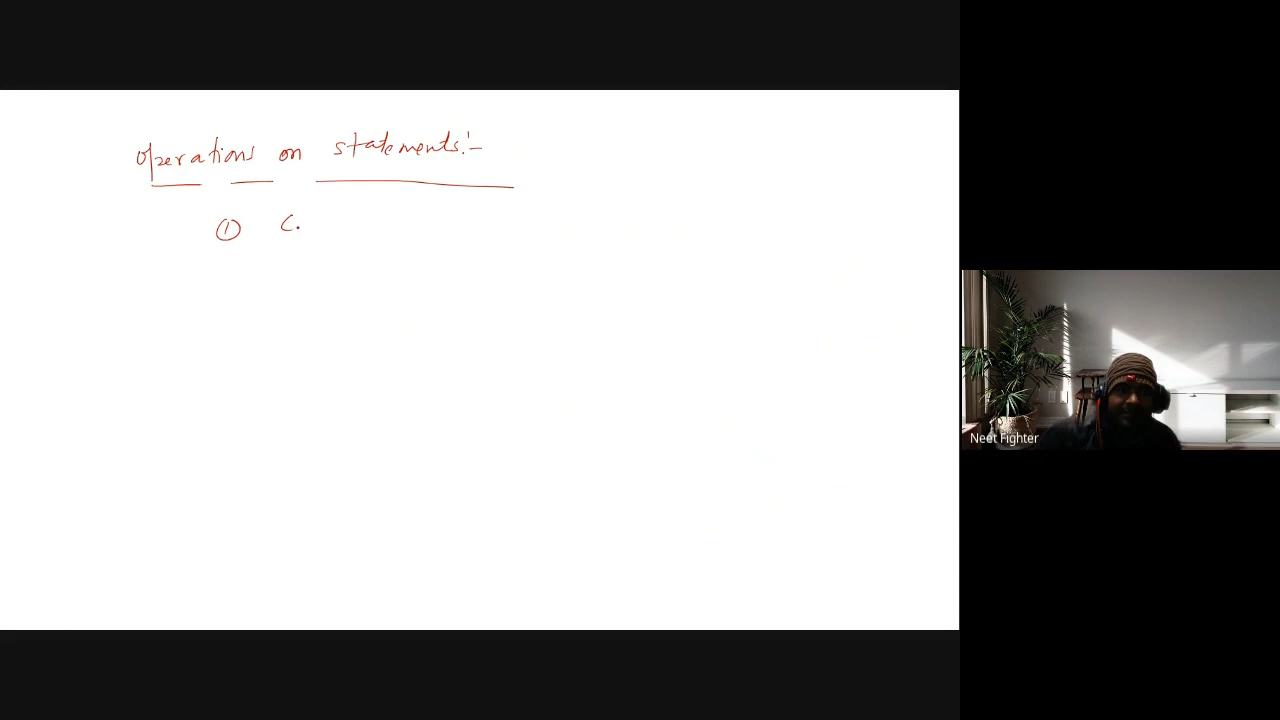 operations on statements:-
① C
Neet Fighter